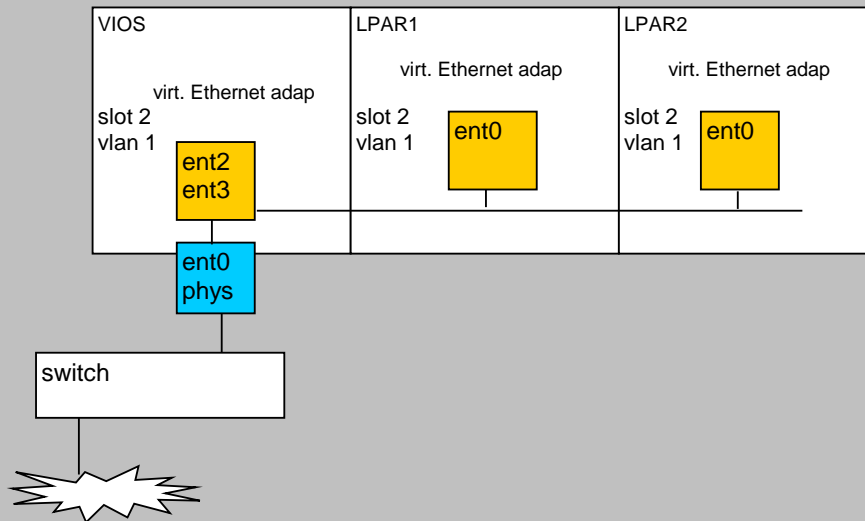 VIOS
virt. Ethernet adap
slot 2
vlan 1
ent2
ent3
ent0
phys
LPAR1
virt. Ethernet adap
slot 2
vlan 1
ent0
LPAR2
virt. Ethernet adap
slot 2
vlan 1
ent0
switch